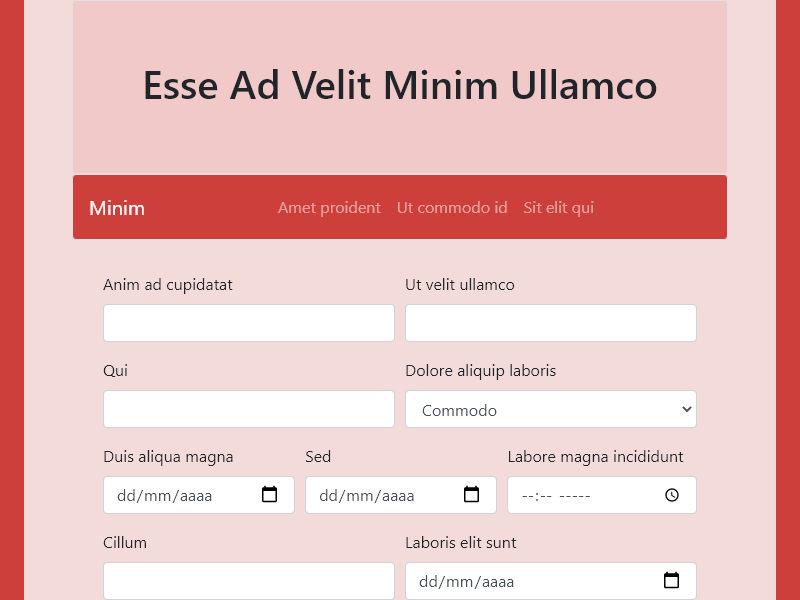 Esse Ad Velit Minim Ullamco
Minim Amet proident Ut commodo id Sit elit qui
Anim ad cupidatat Ut velit ullamco
Qui Dolore aliquip laboris
Commodo
Duis aliqua magna Sed Labore magna incididunt
dd/mm/aaaa dd/mm/aaaa --:-- -----
Cillum Laboris elit sunt
dd/mm/aaaa